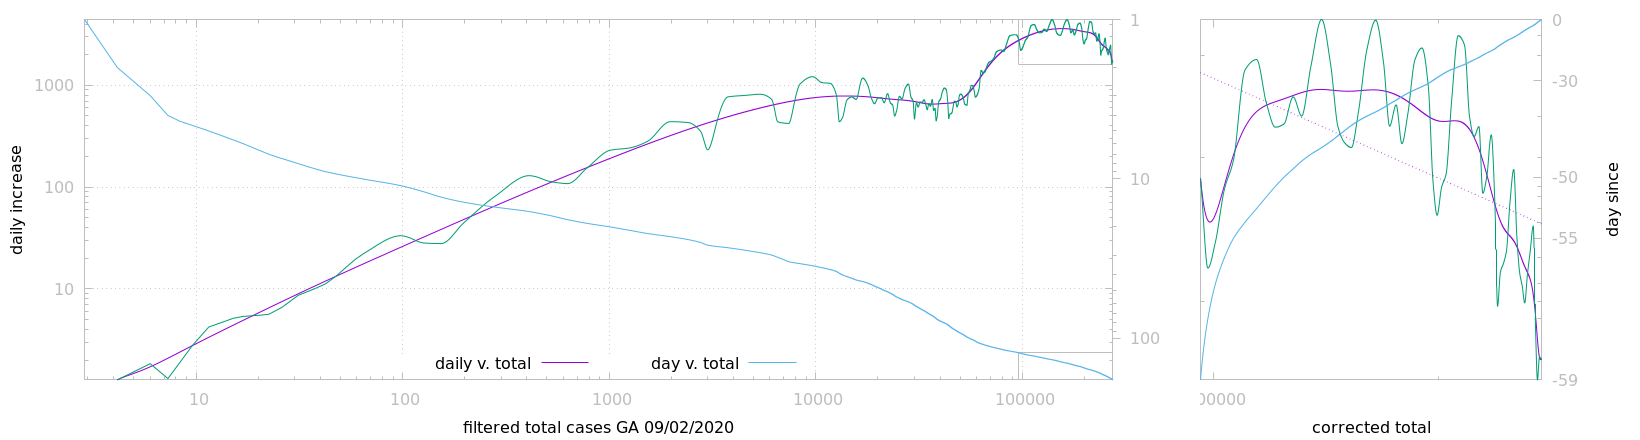 daily increase
1000
100
10
10
100
1000
10000
100000
filtered total cases GA 09/02/2020
daily v. total
day v. total
1
10
100
00000
corrected total
0
-30
-50
-55
-59
day since